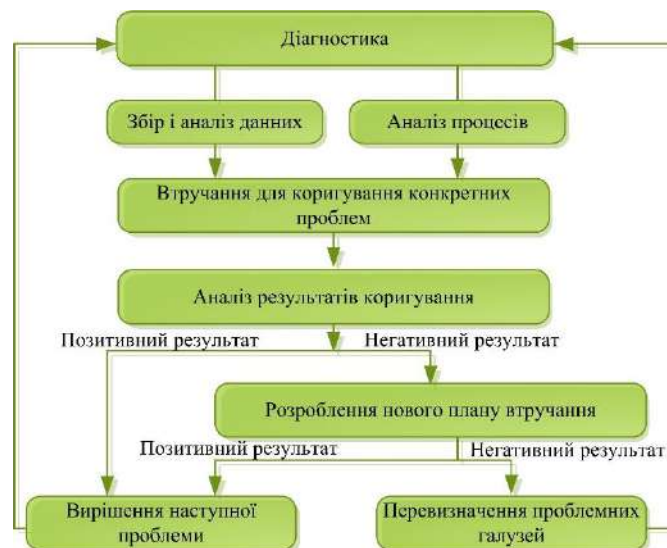 Діагностика
Збір і аналіз данних
Аналіз процесів
Втручання для коригування конкретних
проблем
Аналіз результатів коригування
Позитивний результат
Негативний результат
Розроблення нового плану втручання
Позитивний результат
Негативний результат
Вирішення наступної
проблеми
Перевизначення проблемних
галузей